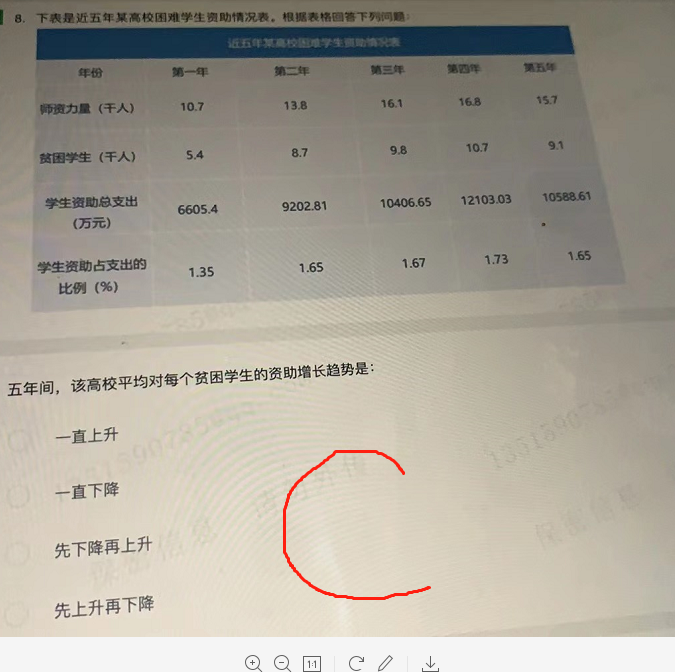 8. 下表是近五年某高校困难学生资助情况表。根据表格回答下列问题:
近五年某高校困难学生资助情况表
年份 第一年 第二年 第三年 第四年 第五年
师资力量（千人） 10.7 13.8 16.1 16.8 15.7
贫困学生（千人） 5.4 8.7 9.8 10.7 9.1
学生资助总支出
（万元） 6605.4 9202.81 10406.65 12103.03 10588.61
学生资助占支出的
比例（%） 1.35 1.65 1.67 1.73 1.65
五年间，该高校平均对每个贫困学生的资助增长趋势是:
一直上升
一直下降
先下降再上升
先上升再下降
保密信息
保密信息
C
1:1